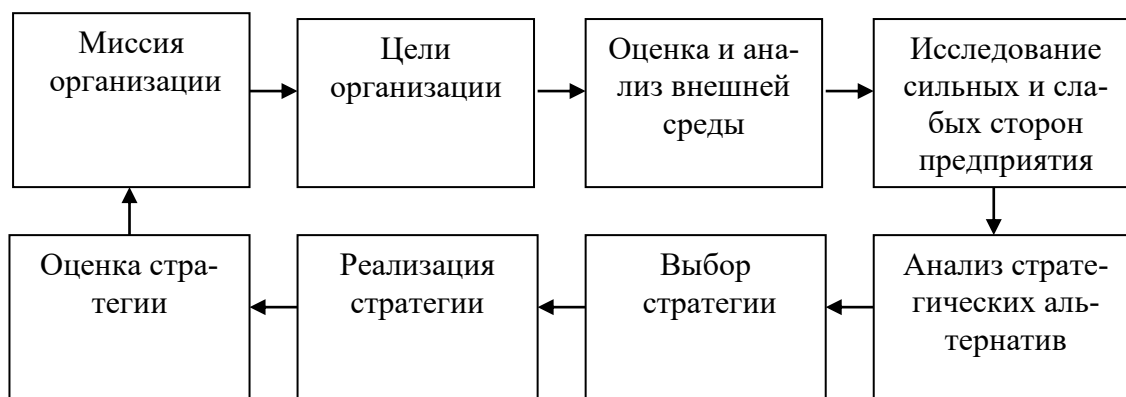 Миссия
организации
Цели
организации
Оценка и ана-
лиз внешней
среды
Исследование
сильных и сла-
бых сторон
предприятия
Оценка стра-
тегии
Реализация
стратегии
Выбор
стратегии
Анализ страте-
гических аль-
тернатив